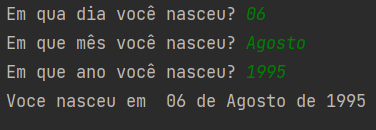 Em qua dia você nasceu? 06
Em que mês você nasceu? Agosto
Em que ano você nasceu? 1995
Voce nasceu em  06 de Agosto de 1995